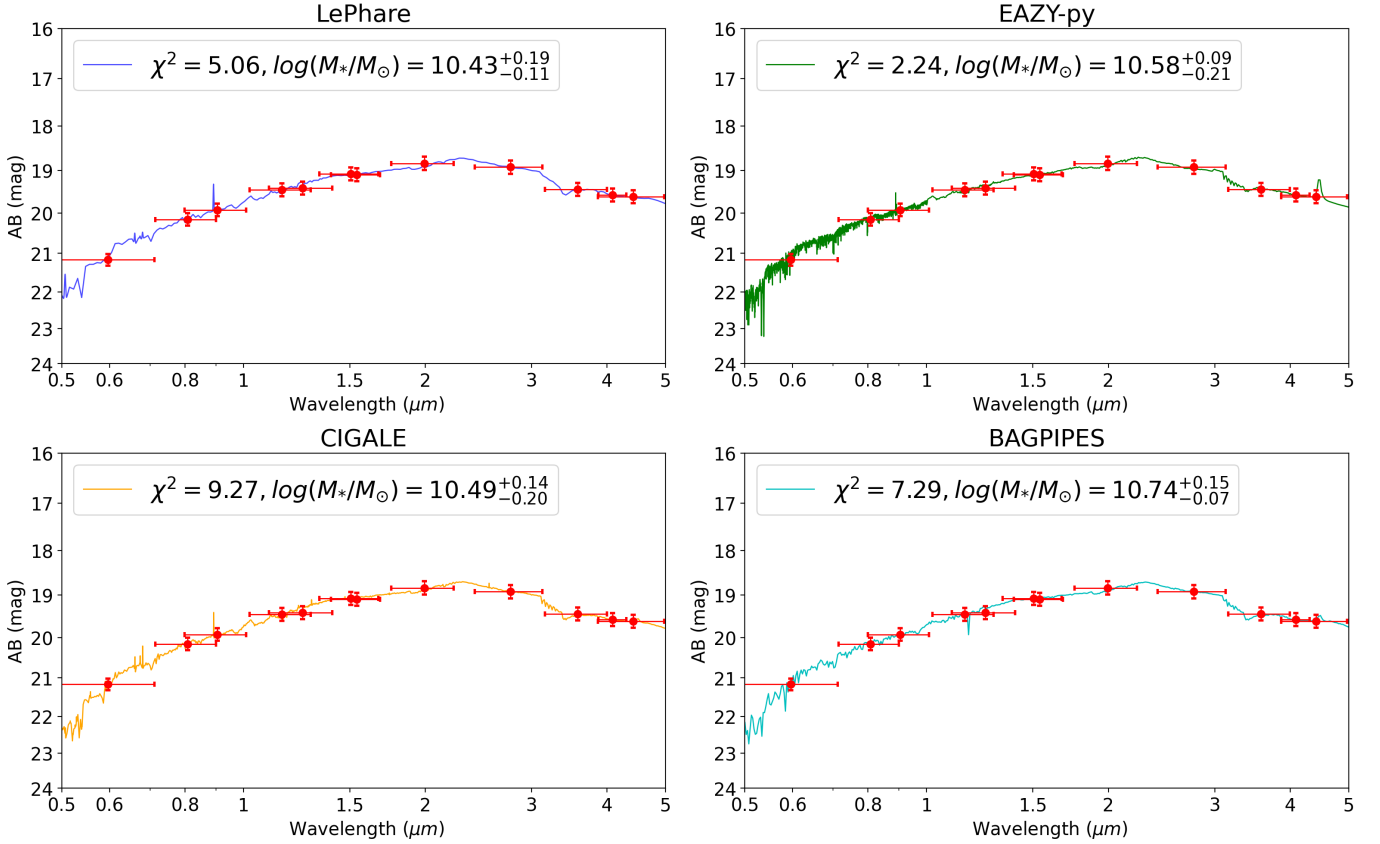 LePhare
χ² = 5.06, log(M*/M⊙) = 10.43+0.19−0.11
16
17
18
19
20
21
22
23
24
AB (mag)
0.5 0.6 0.8 1 1.5 2 3 4 5
Wavelength (μm)
EAZY-py
χ² = 2.24, log(M*/M⊙) = 10.58+0.09−0.21
16
17
18
19
20
21
22
23
24
AB (mag)
0.5 0.6 0.8 1 1.5 2 3 4 5
Wavelength (μm)
CIGALE
χ² = 9.27, log(M*/M⊙) = 10.49+0.14−0.20
16
17
18
19
20
21
22
23
24
AB (mag)
0.5 0.6 0.8 1 1.5 2 3 4 5
Wavelength (μm)
BAGPIPES
χ² = 7.29, log(M*/M⊙) = 10.74+0.15−0.07
16
17
18
19
20
21
22
23
24
AB (mag)
0.5 0.6 0.8 1 1.5 2 3 4 5
Wavelength (μm)